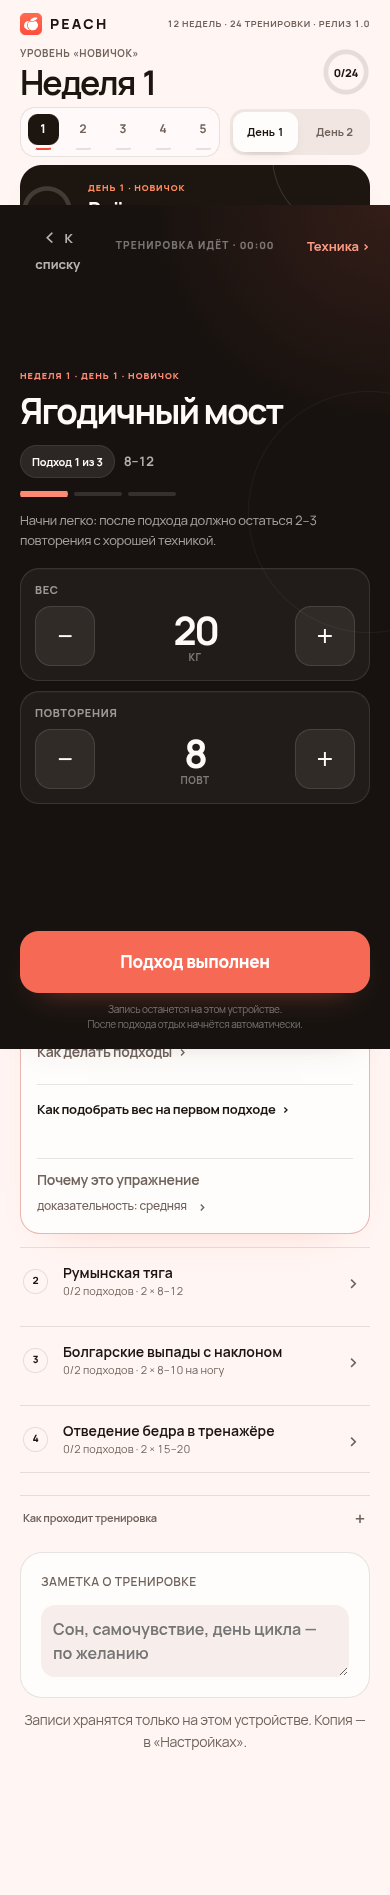 PEACH
12 НЕДЕЛЬ · 24 ТРЕНИРОВКИ · РЕЛИЗ 1.0
УРОВЕНЬ «НОВИЧОК»
Неделя 1
0/24
1 2 3 4 5
День 1 День 2
ДЕНЬ 1 · НОВИЧОК
К
списку
ТРЕНИРОВКА ИДЁТ · 00:00
Техника ›
НЕДЕЛЯ 1 · ДЕНЬ 1 · НОВИЧОК
Ягодичный мост
Подход 1 из 3 8–12
Начни легко: после подхода должно остаться 2–3
повторения с хорошей техникой.
ВЕС
− 20 +
КГ
ПОВТОРЕНИЯ
− 8 +
ПОВТ
Подход выполнен
Запись останется на этом устройстве.
После подхода отдых начнётся автоматически.
Как делать подходы ›
Как подобрать вес на первом подходе ›
Почему это упражнение
доказательность: средняя ›
2 Румынская тяга
0/2 подходов · 2 × 8–12
3 Болгарские выпады с наклоном
0/2 подходов · 2 × 8–10 на ногу
4 Отведение бедра в тренажёре
0/2 подходов · 2 × 15–20
Как проходит тренировка +
ЗАМЕТКА О ТРЕНИРОВКЕ
Сон, самочувствие, день цикла —
по желанию
Записи хранятся только на этом устройстве. Копия —
в «Настройках».